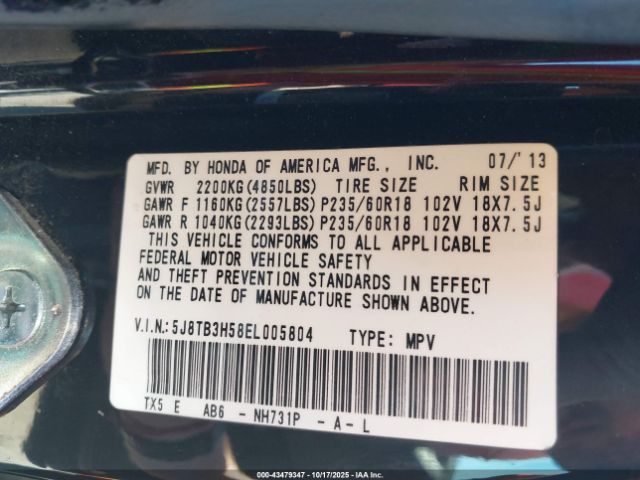 MFD. BY HONDA OF AMERICA MFG., INC. 07/'13
GVWR 2200KG(4850LBS) TIRE SIZE RIM SIZE
GAWR F 1160KG(2557LBS) P235/60R18 102V 18X7.5J
GAWR R 1040KG(2293LBS) P235/60R18 102V 18X7.5J
THIS VEHICLE CONFORMS TO ALL APPLICABLE
FEDERAL MOTOR VEHICLE SAFETY
AND THEFT PREVENTION STANDARDS IN EFFECT
ON THE DATE OF MANUFACTURE SHOWN ABOVE.
V.I.N.:5J8TB3H58EL005804 TYPE: MPV
TX5 E AB6 - NH731P - A - L
© Stock: 43479347 | 10/17/2025 | IAA Inc.